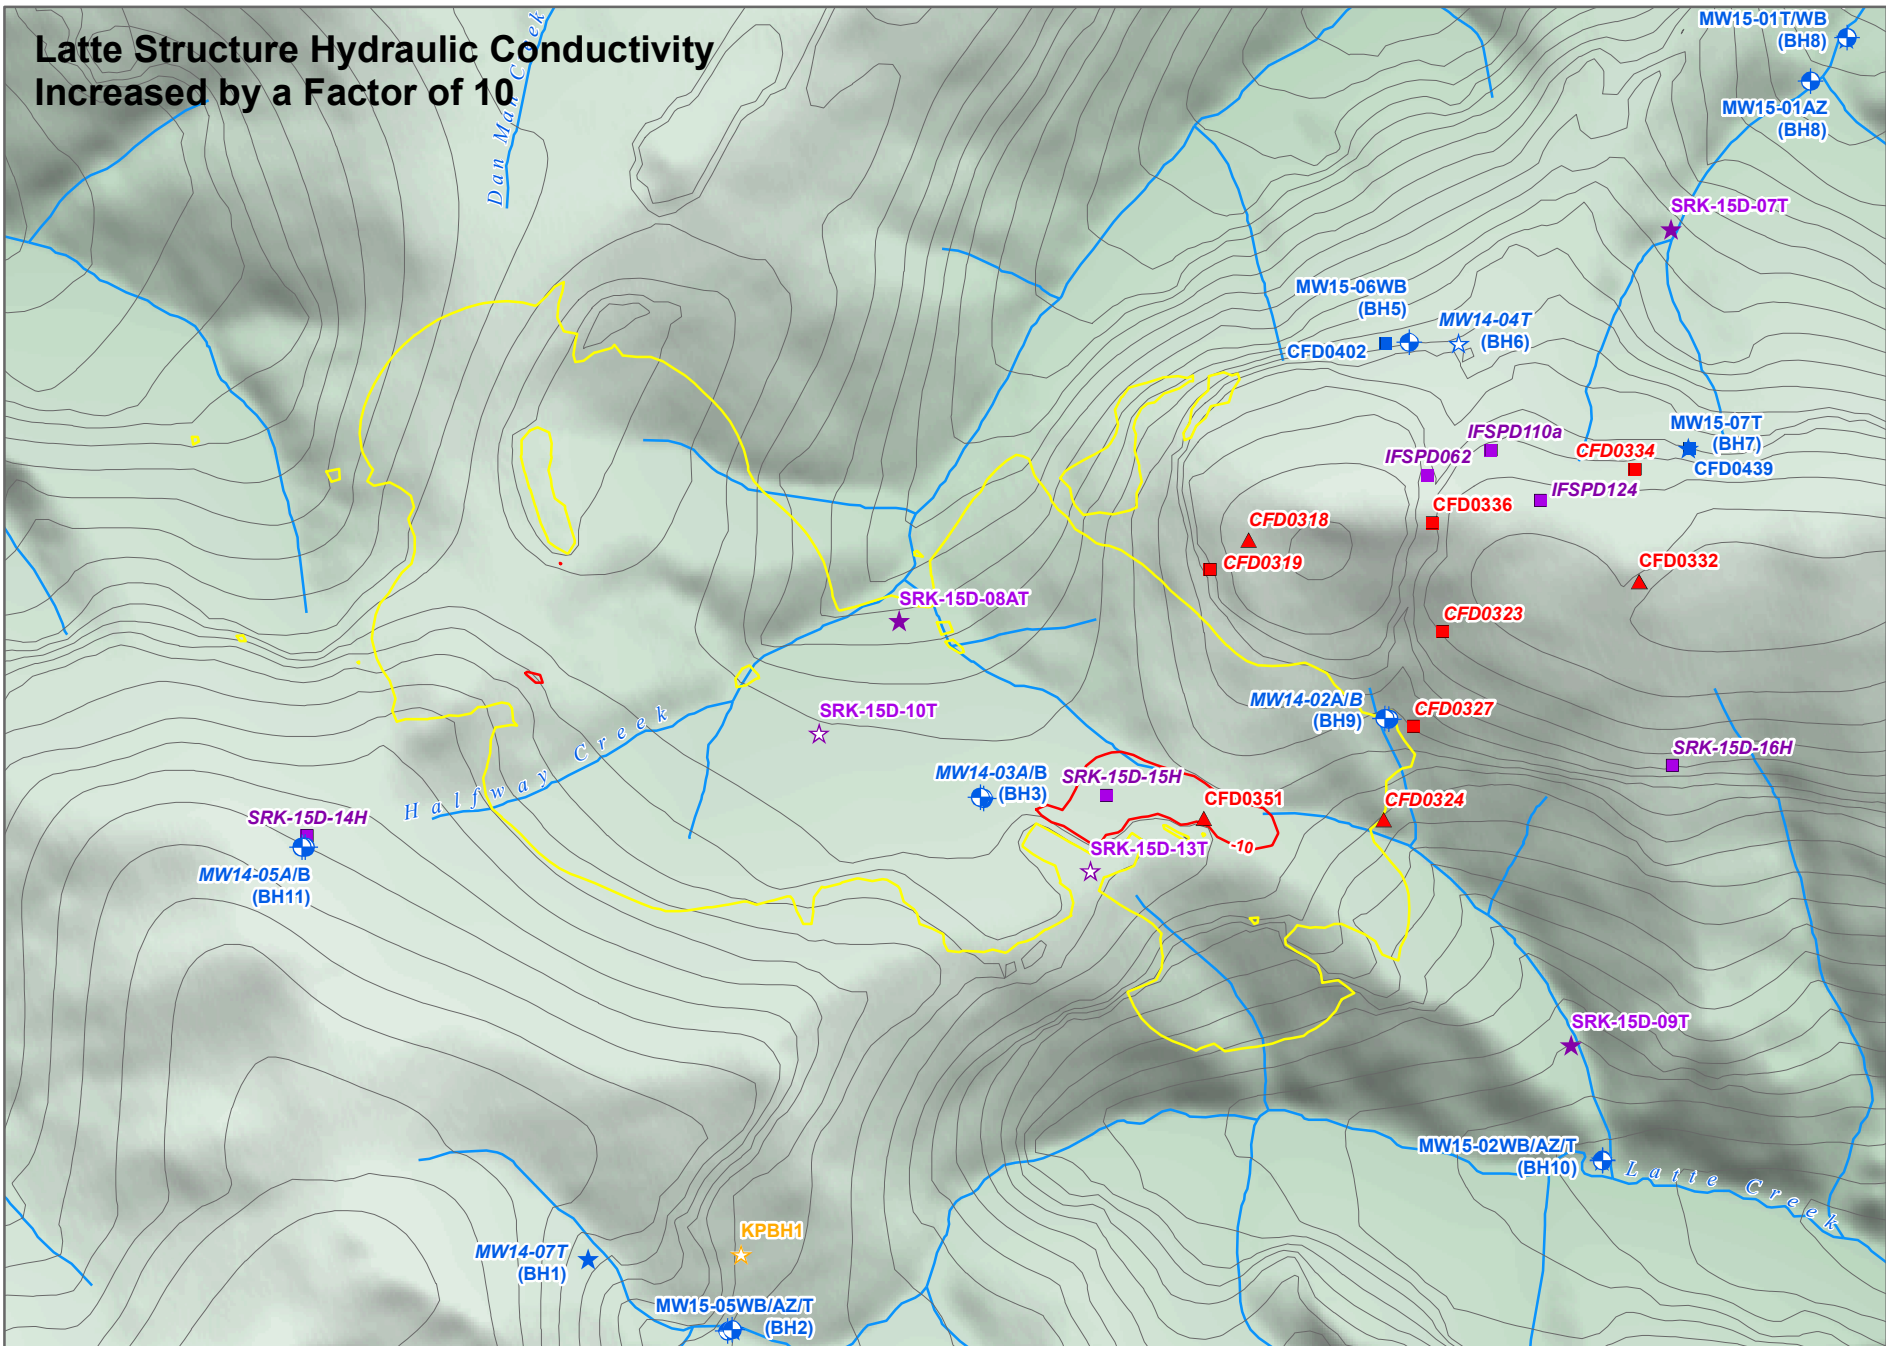 Latte Structure Hydraulic Conductivity
Increased by a Factor of 10
Dan Man Creek
MW15-01T/WB
(BH8)
MW15-01AZ
(BH8)
SRK-15D-07T
MW15-06WB
(BH5)
MW14-04T
(BH6)
CFD0402
MW15-07T
(BH7)
CFD0439
IFSPD110a
CFD0334
IFSPD062
IFSPD124
CFD0336
CFD0318
CFD0319
CFD0332
SRK-15D-08AT
CFD0323
MW14-02A/B
(BH9)
CFD0327
SRK-15D-10T
Halfway Creek
SRK-15D-16H
MW14-03A/B
(BH3)
SRK-15D-15H
CFD0351
CFD0324
SRK-15D-14H
-10
SRK-15D-13T
MW14-05A/B
(BH11)
SRK-15D-09T
MW15-02WB/AZ/T
(BH10)
Latte Creek
KPBH1
MW14-07T
(BH1)
MW15-05WB/AZ/T
(BH2)